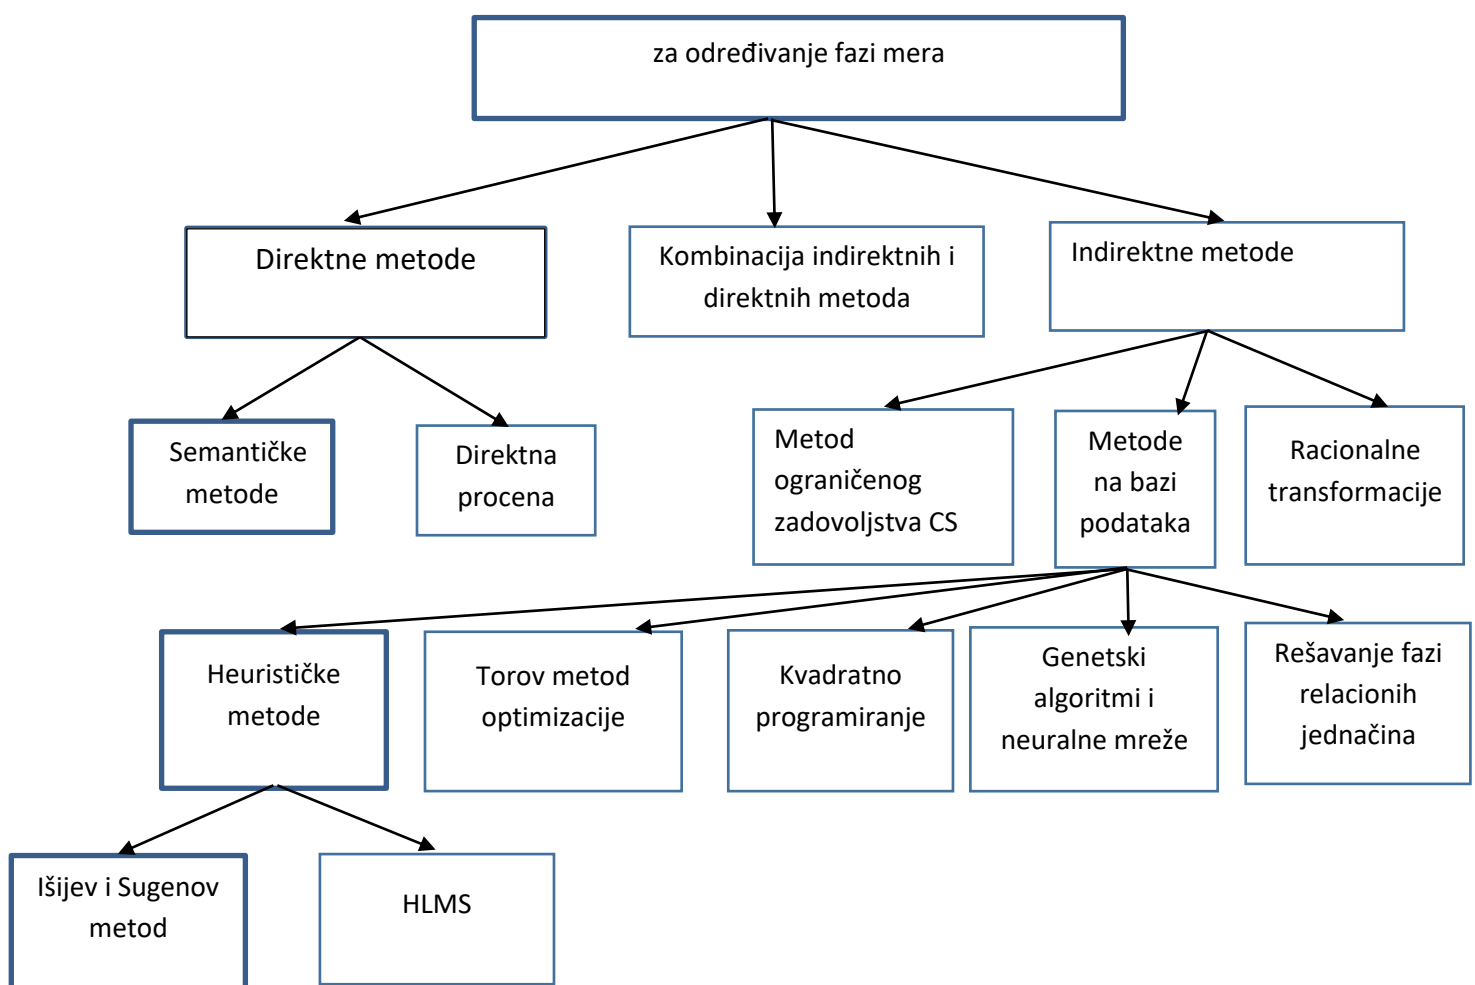 za određivanje fazi mera
Direktne metode
Kombinacija indirektnih i
direktnih metoda
Indirektne metode
Semantičke
metode
Direktna
procena
Metod
ograničenog
zadovoljstva CS
Metode
na bazi
podataka
Racionalne
transformacije
Heurističke
metode
Torov metod
optimizacije
Kvadratno
programiranje
Genetski
algoritmi i
neuralne mreže
Rešavanje fazi
relacionih
jednačina
Išijev i Sugenov
metod
HLMS